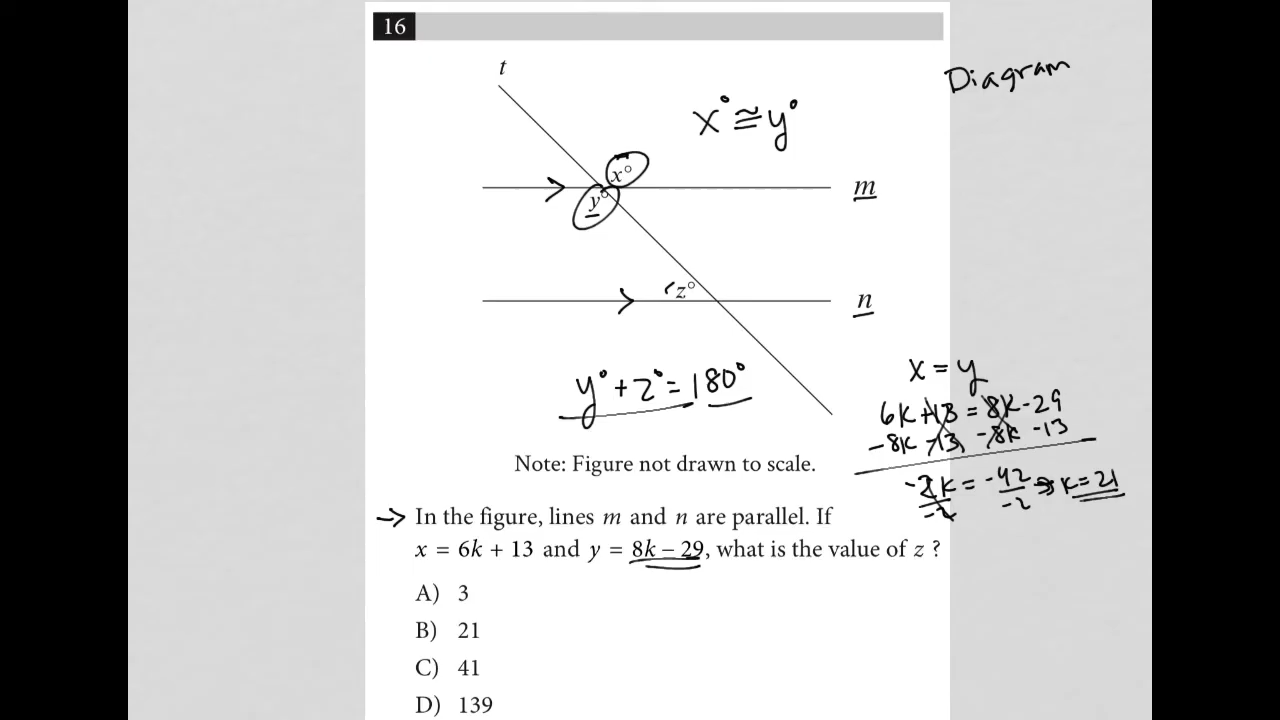 16
Diagram
t
x° ≅ y°
x°
m
y°
z°
n
y° + z° = 180°
x = y
6k + 13 = 8k - 29
-8k -13 -8k -13
-2k = -42 → k = 21
-2 -2
Note: Figure not drawn to scale.
→ In the figure, lines m and n are parallel. If
x = 6k + 13 and y = 8k − 29, what is the value of z ?
A) 3
B) 21
C) 41
D) 139